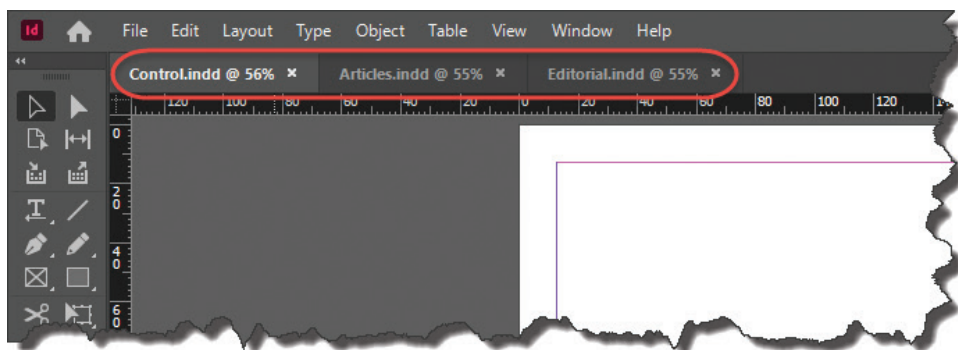 Id File Edit Layout Type Object Table View Window Help
Control.indd @ 56% × Articles.indd @ 55% × Editorial.indd @ 55% ×
120 100 80 60 40 20 0 20 40 60 80 100 120
0
20
40
60